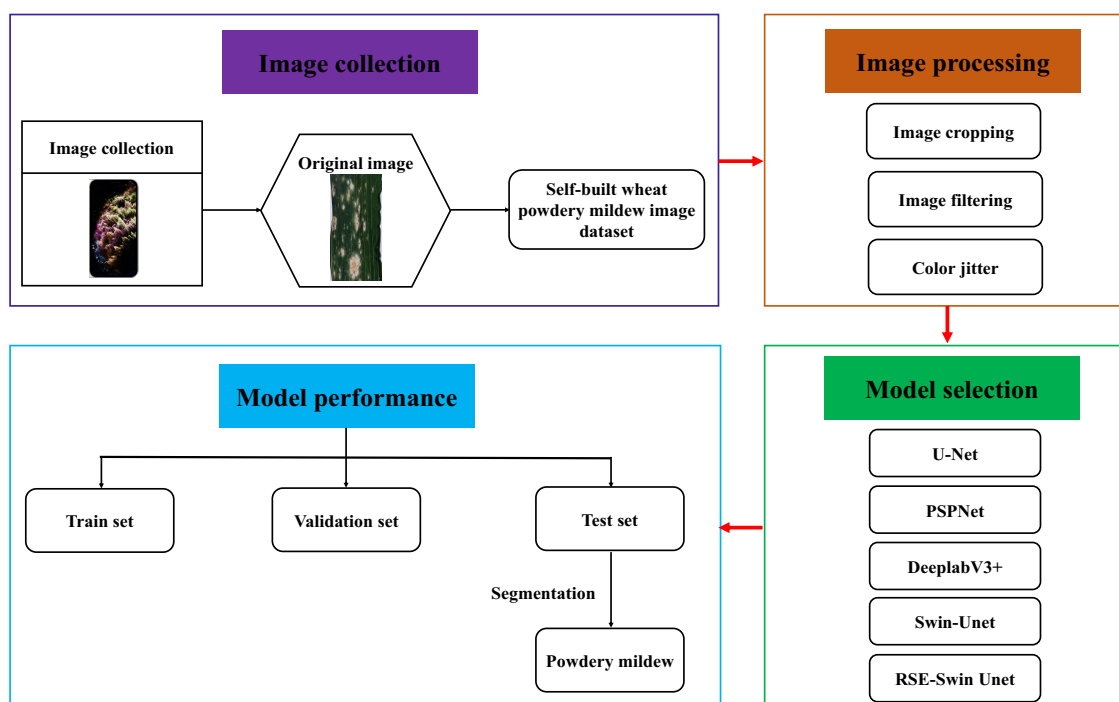 Image collection
Image collection
Original image
Self-built wheat
powdery mildew image
dataset
Image processing
Image cropping
Image filtering
Color jitter
Model selection
U-Net
PSPNet
DeeplabV3+
Swin-Unet
RSE-Swin Unet
Model performance
Train set
Validation set
Test set
Segmentation
Powdery mildew